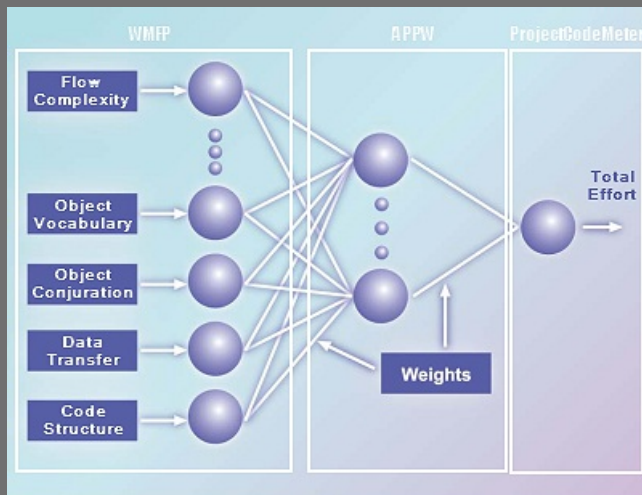 WMFP
APPW
ProjectCodeMeter
Flow
Complexity
Object
Vocabulary
Object
Conjuration
Data
Transfer
Code
Structure
Weights
Total
Effort